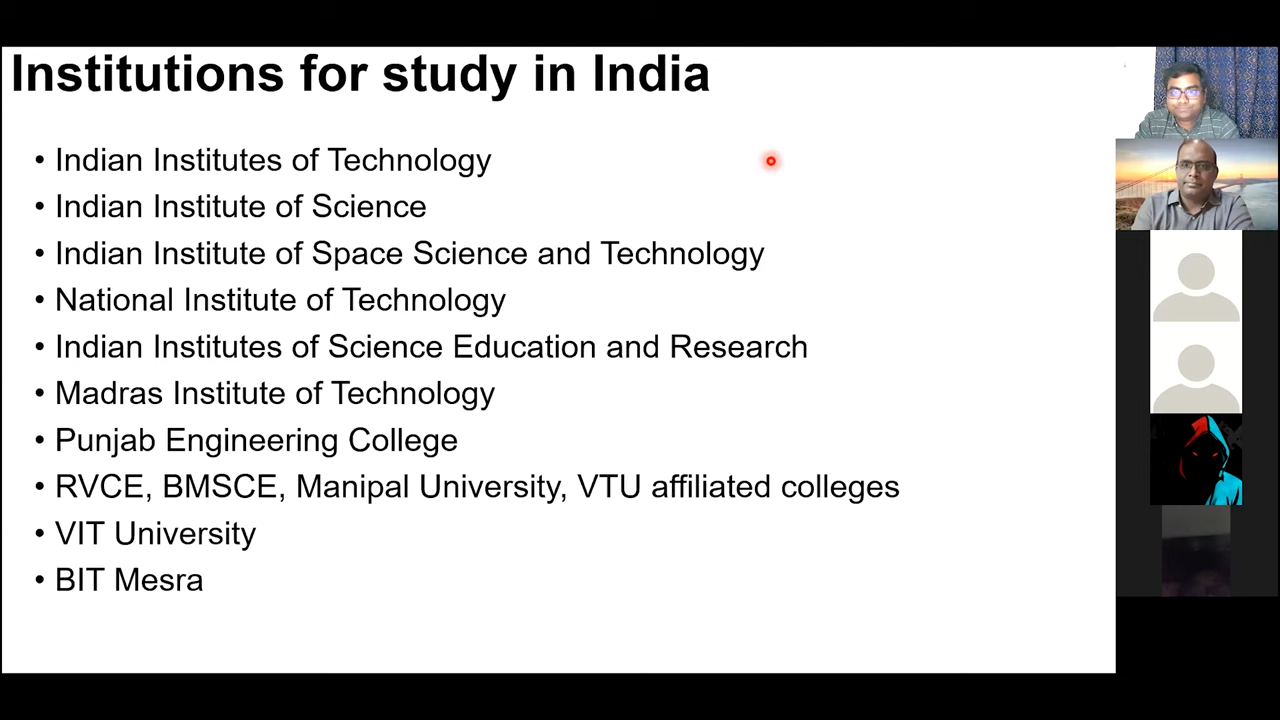 Institutions for study in India
• Indian Institutes of Technology
• Indian Institute of Science
• Indian Institute of Space Science and Technology
• National Institute of Technology
• Indian Institutes of Science Education and Research
• Madras Institute of Technology
• Punjab Engineering College
• RVCE, BMSCE, Manipal University, VTU affiliated colleges
• VIT University
• BIT Mesra